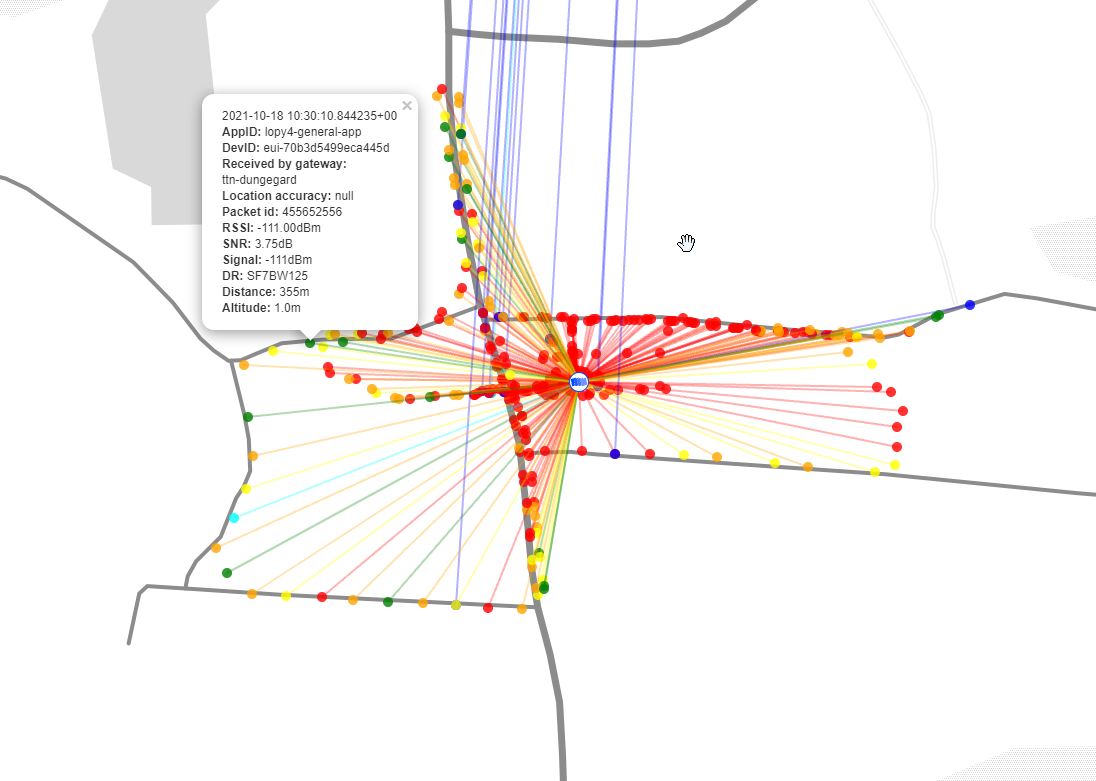 ×
2021-10-18 10:30:10.844235+00
AppID: lopy4-general-app
DevID: eui-70b3d5499eca445d
Received by gateway:
ttn-dungegard
Location accuracy: null
Packet id: 455652556
RSSI: -111.00dBm
SNR: 3.75dB
Signal: -111dBm
DR: SF7BW125
Distance: 355m
Altitude: 1.0m